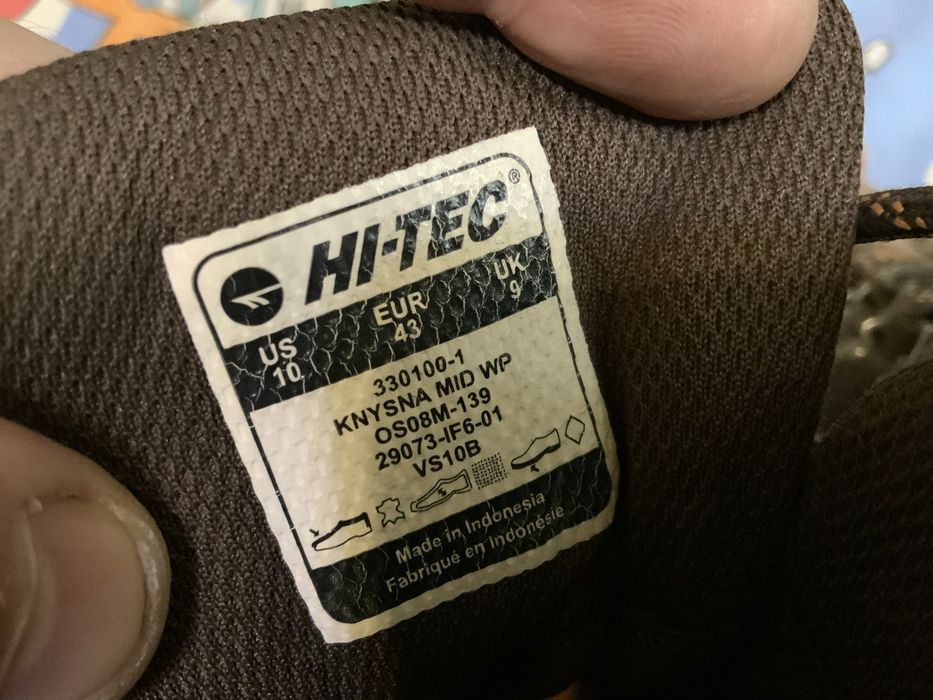 HI-TEC®
US EUR UK
10 43 9
330100-1
KNYSNA MID WP
OS08M-139
29073-IF6-01
VS10B
Made in Indonesia
Fabriqué en Indonésie